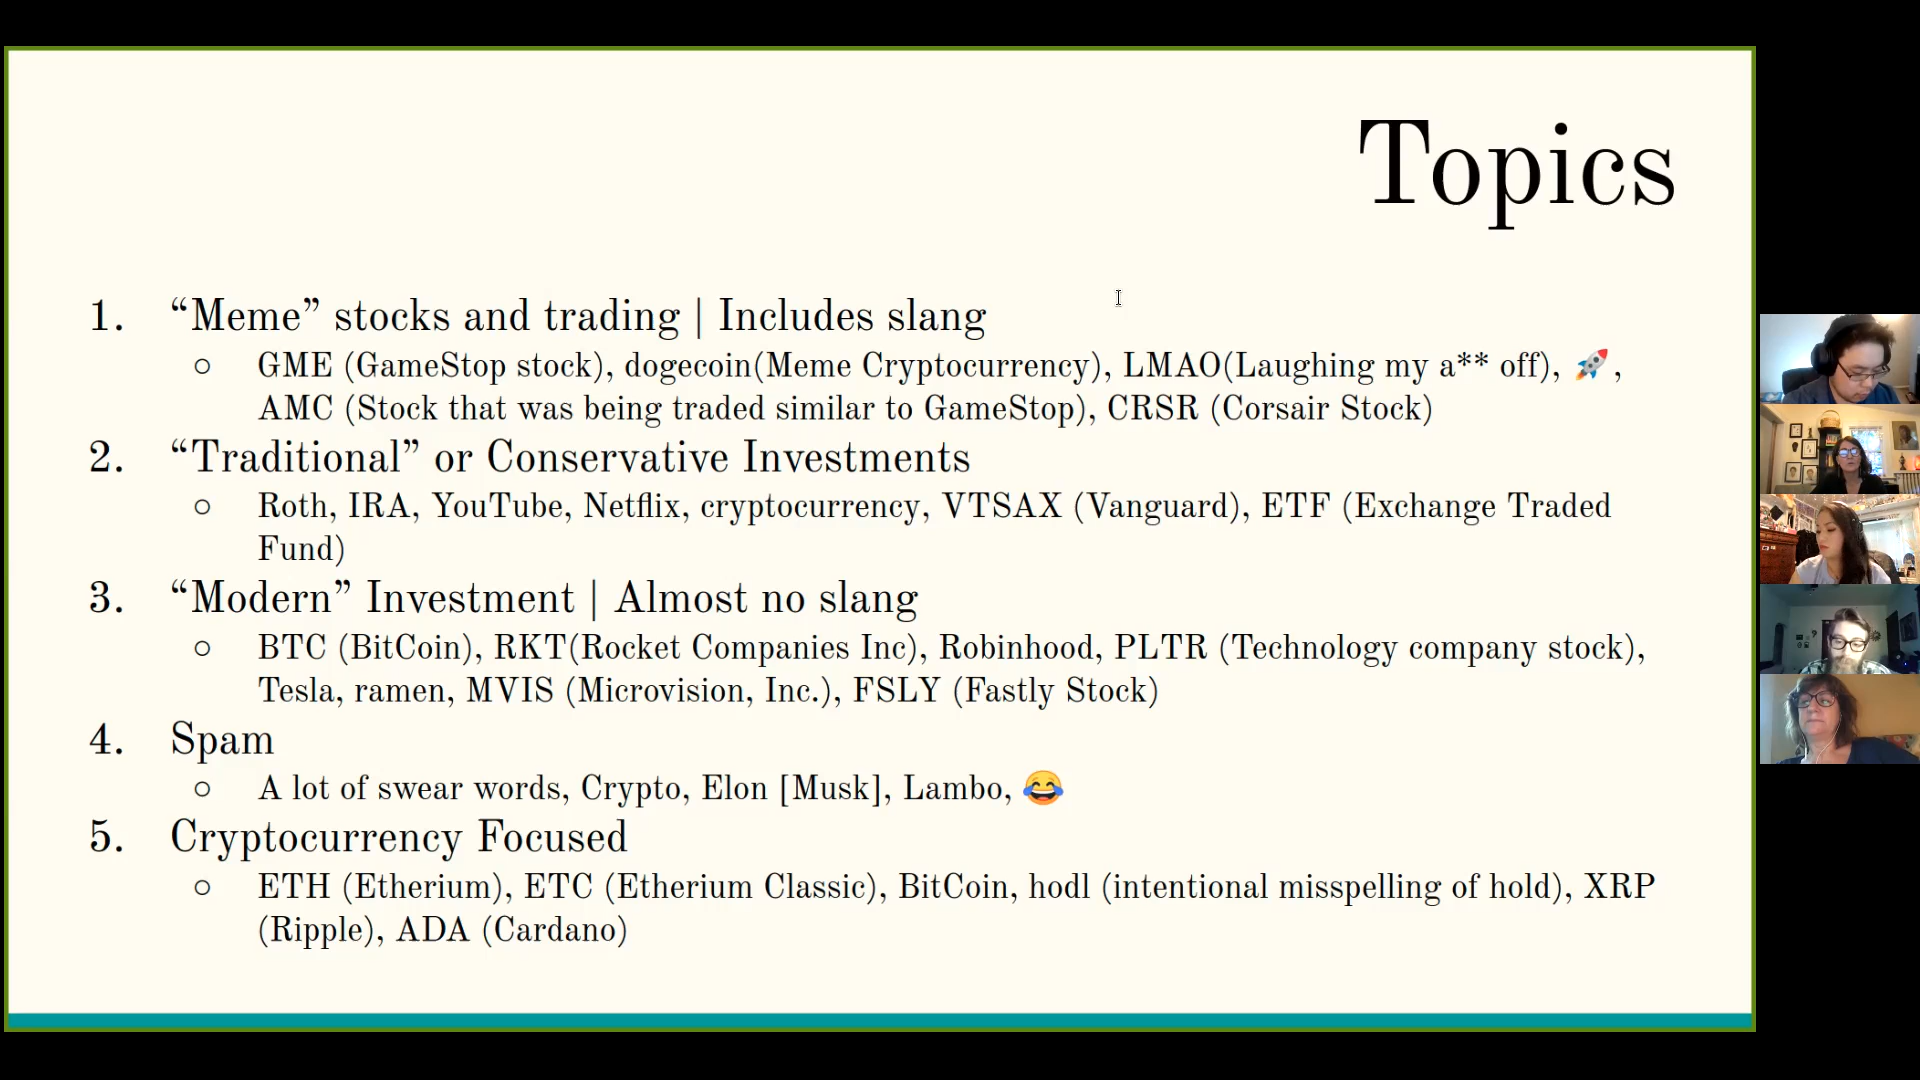 Topics
1. “Meme” stocks and trading | Includes slang
○ GME (GameStop stock), dogecoin(Meme Cryptocurrency), LMAO(Laughing my a** off), 🚀,
AMC (Stock that was being traded similar to GameStop), CRSR (Corsair Stock)
2. “Traditional” or Conservative Investments
○ Roth, IRA, YouTube, Netflix, cryptocurrency, VTSAX (Vanguard), ETF (Exchange Traded
Fund)
3. “Modern” Investment | Almost no slang
○ BTC (BitCoin), RKT(Rocket Companies Inc), Robinhood, PLTR (Technology company stock),
Tesla, ramen, MVIS (Microvision, Inc.), FSLY (Fastly Stock)
4. Spam
○ A lot of swear words, Crypto, Elon [Musk], Lambo, 😂
5. Cryptocurrency Focused
○ ETH (Etherium), ETC (Etherium Classic), BitCoin, hodl (intentional misspelling of hold), XRP
(Ripple), ADA (Cardano)